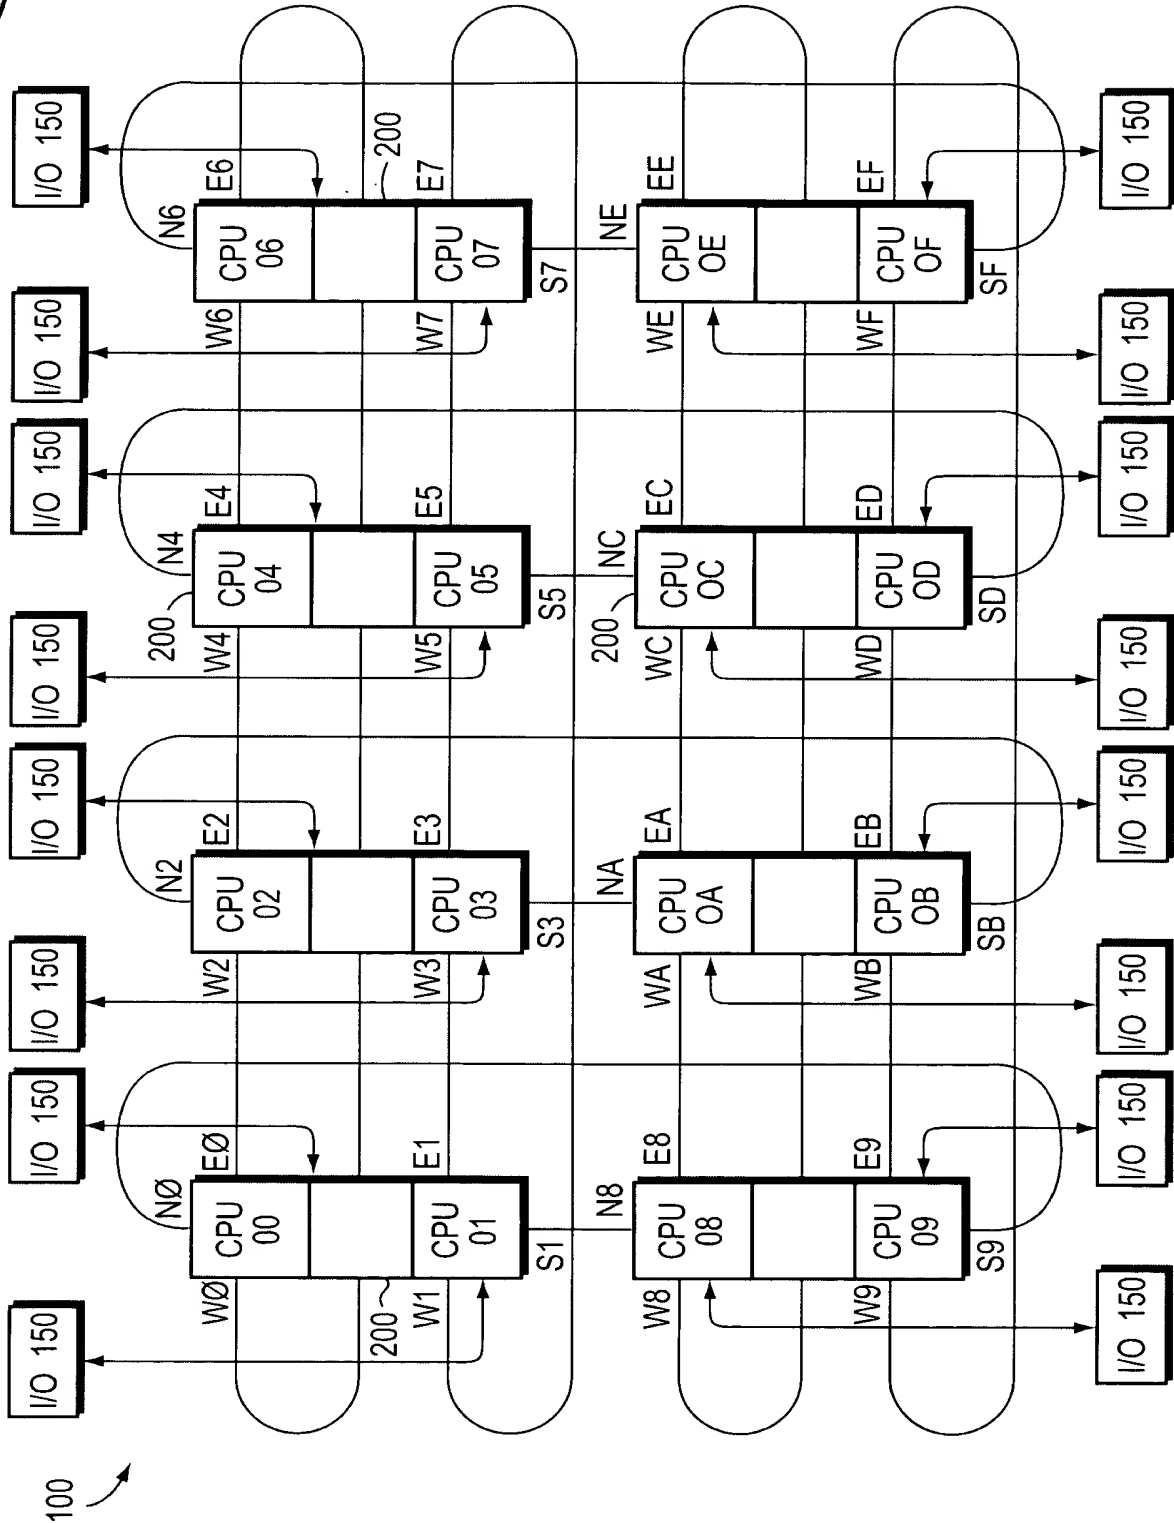 100
I/O 150
I/O 150
I/O 150
I/O 150
I/O 150
I/O 150
I/O 150
I/O 150
NØ
N2
200
N4
N6
WØ
CPU
00
EØ
W2
CPU
02
E2
W4
CPU
04
E4
W6
CPU
06
E6
200
200
W1
CPU
01
E1
W3
CPU
03
E3
W5
CPU
05
E5
W7
CPU
07
E7
S1
S3
S5
S7
N8
NA
200
NC
NE
W8
CPU
08
E8
WA
CPU
OA
EA
WC
CPU
OC
EC
WE
CPU
OE
EE
W9
CPU
09
E9
WB
CPU
OB
EB
WD
CPU
OD
ED
WF
CPU
OF
EF
S9
SB
SD
SF
I/O 150
I/O 150
I/O 150
I/O 150
I/O 150
I/O 150
I/O 150
I/O 150